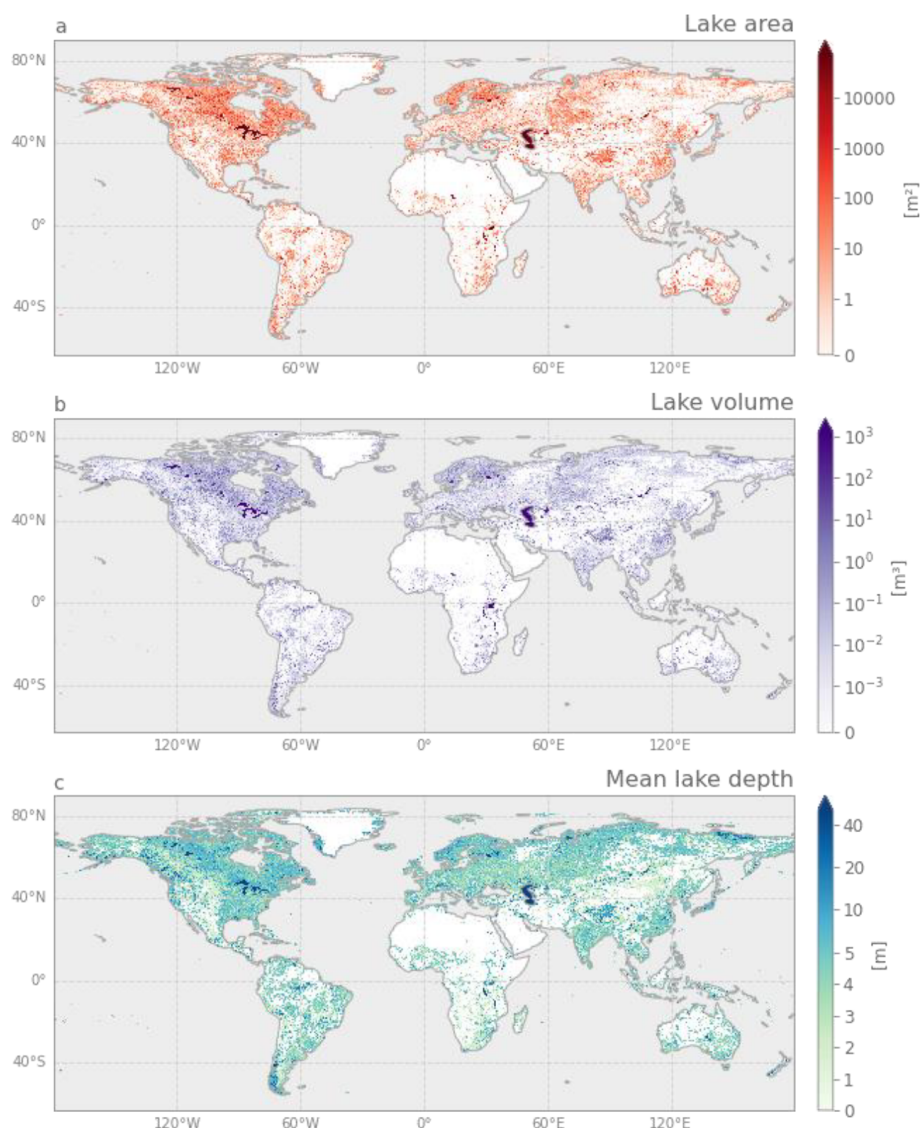 a
Lake area
80°N
40°N
0°
40°S
120°W 60°W 0° 60°E 120°E
10000
1000
100
10
1
0
[m²]
b
Lake volume
80°N
40°N
0°
40°S
120°W 60°W 0° 60°E 120°E
10³
10²
10¹
10⁰
10⁻¹
10⁻²
10⁻³
0
[m³]
c
Mean lake depth
80°N
40°N
0°
40°S
120°W 60°W 0° 60°E 120°E
40
20
10
5
4
3
2
1
0
[m]